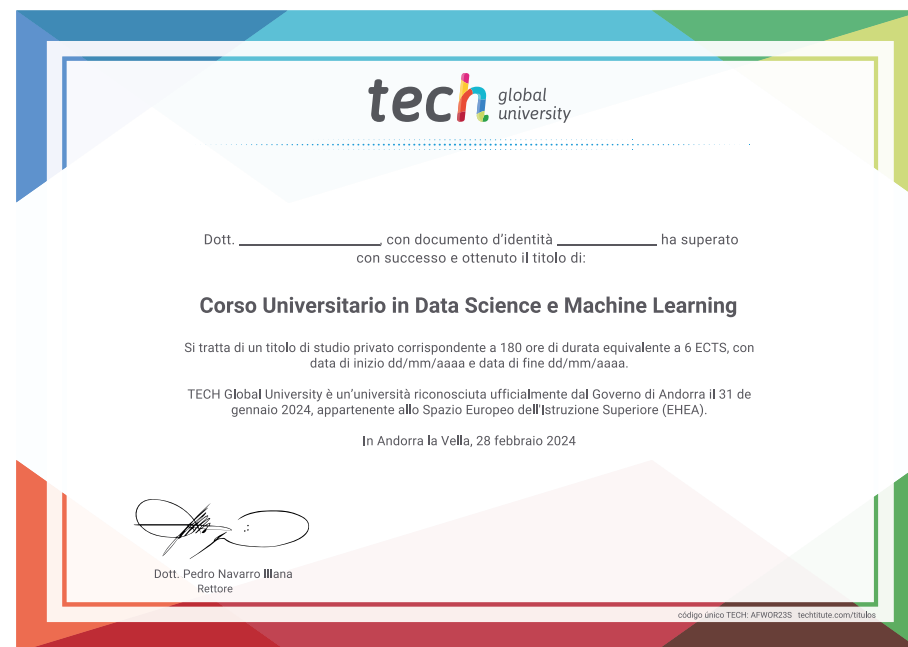 tech global university
Dott. ____________________, con documento d'identità ______________ ha superato
con successo e ottenuto il titolo di:
Corso Universitario in Data Science e Machine Learning
Si tratta di un titolo di studio privato corrispondente a 180 ore di durata equivalente a 6 ECTS, con
data di inizio dd/mm/aaaa e data di fine dd/mm/aaaa.
TECH Global University è un'università riconosciuta ufficialmente dal Governo di Andorra il 31 de
gennaio 2024, appartenente allo Spazio Europeo dell'Istruzione Superiore (EHEA).
In Andorra la Vella, 28 febbraio 2024
Dott. Pedro Navarro Illana
Rettore
código único TECH: AFWOR23S techtitute.com/titulos